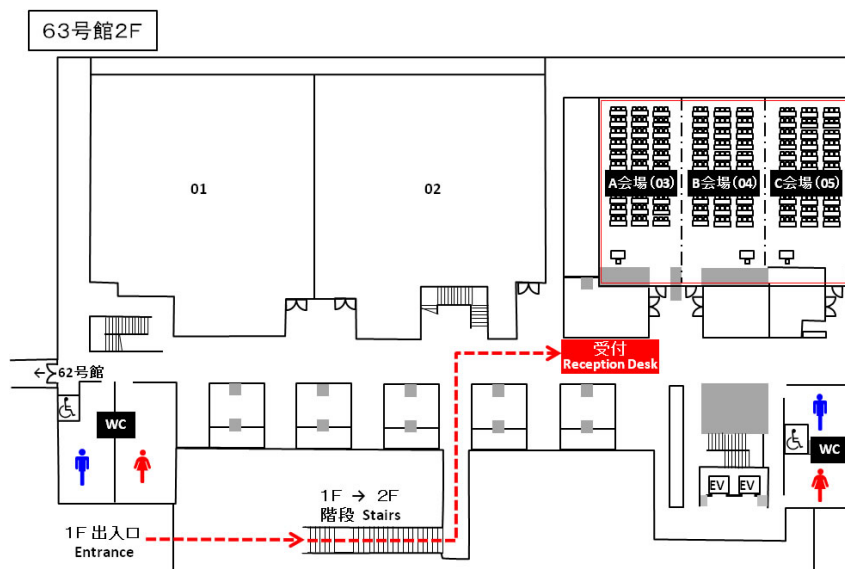 63号館2F
01
02
A会場(03)
B会場(04)
C会場(05)
受付
Reception Desk
←62号館
WC
WC
EV
EV
1F → 2F
階段 Stairs
1F 出入口
Entrance